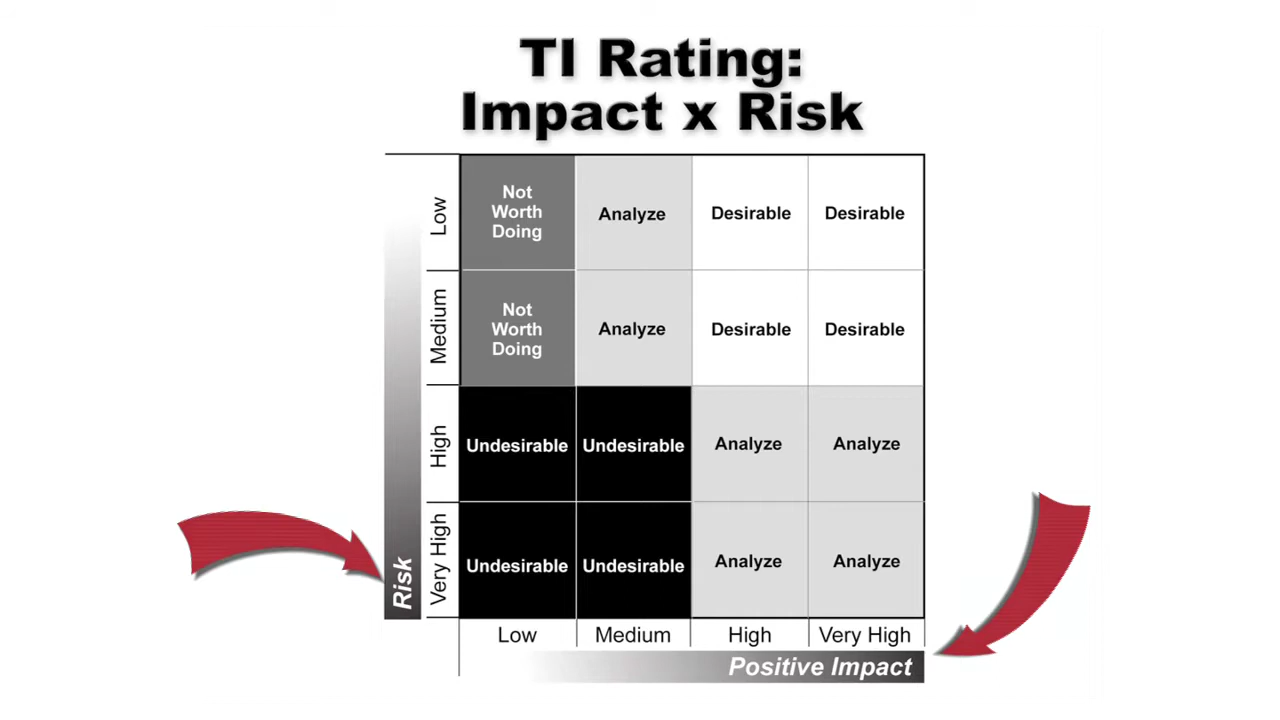 TI Rating:
Impact x Risk
Low
Not
Worth
Doing
Analyze
Desirable
Desirable
Medium
Not
Worth
Doing
Analyze
Desirable
Desirable
High
Undesirable
Undesirable
Analyze
Analyze
Very High
Undesirable
Undesirable
Analyze
Analyze
Risk
Low
Medium
High
Very High
Positive Impact